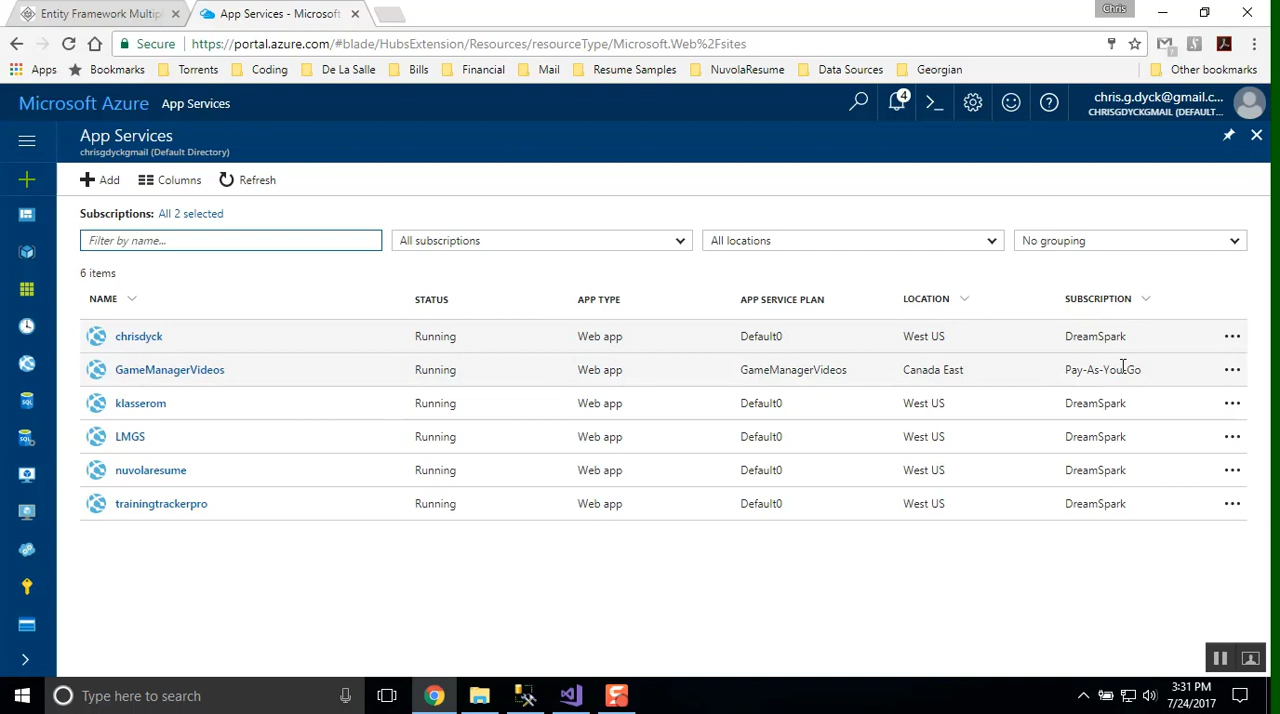 Chris
Entity Framework Multip
App Services - Microsoft
Secure https://portal.azure.com/#blade/HubsExtension/Resources/resourceType/Microsoft.Web%2Fsites
Apps Bookmarks Torrents Coding De La Salle Bills Financial Mail Resume Samples NuvolaResume Data Sources Georgian Other bookmarks
Microsoft Azure App Services 4 chris.g.dyck@gmail.c...
CHRISGDYCKGMAIL (DEFAULT...
App Services
chrisgdyckgmail (Default Directory)
Add Columns Refresh
Subscriptions: All 2 selected
Filter by name... All subscriptions All locations No grouping
6 items
NAME STATUS APP TYPE APP SERVICE PLAN LOCATION SUBSCRIPTION
chrisdyck Running Web app Default0 West US DreamSpark
GameManagerVideos Running Web app GameManagerVideos Canada East Pay-As-You-Go
klasserom Running Web app Default0 West US DreamSpark
LMGS Running Web app Default0 West US DreamSpark
nuvolaresume Running Web app Default0 West US DreamSpark
trainingtrackerpro Running Web app Default0 West US DreamSpark
Type here to search
3:31 PM
7/24/2017